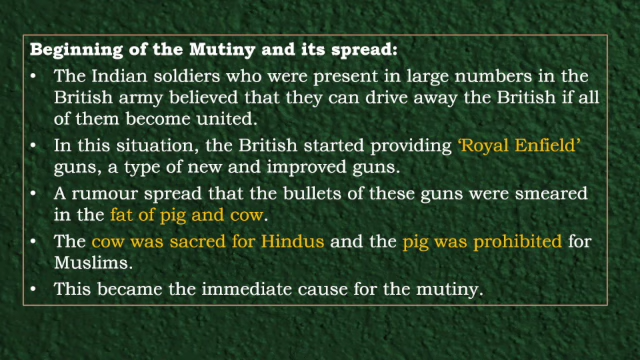 Beginning of the Mutiny and its spread:
• The Indian soldiers who were present in large numbers in the
British army believed that they can drive away the British if all
of them become united.
• In this situation, the British started providing ‘Royal Enfield’
guns, a type of new and improved guns.
• A rumour spread that the bullets of these guns were smeared
in the fat of pig and cow.
• The cow was sacred for Hindus and the pig was prohibited for
Muslims.
• This became the immediate cause for the mutiny.